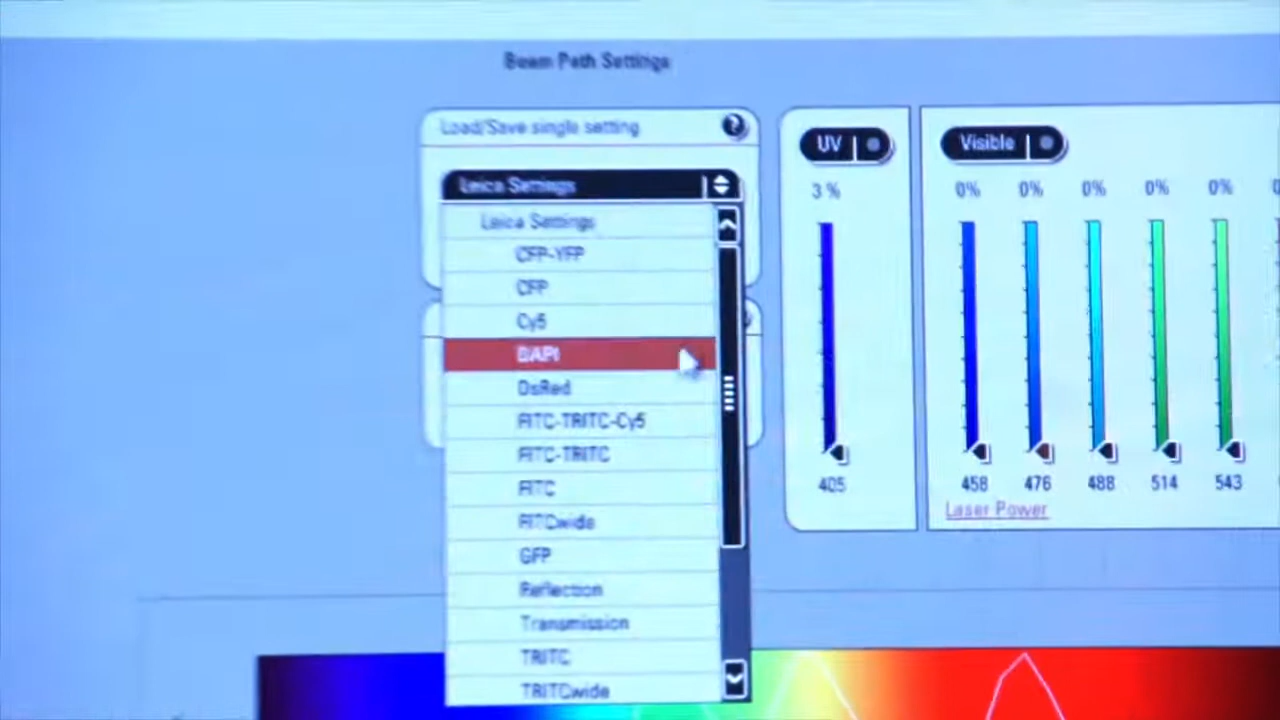 Beam Path Settings
Load/Save single setting
Leica Settings
Leica Settings
CFP-YFP
CFP
Cy5
DAPI
DsRed
FITC-TRITC-Cy5
FITC-TRITC
FITC
FITCwide
GFP
Reflection
Transmission
TRITC
TRITCwide
UV
3 %
405
Visible
0% 0% 0% 0% 0%
458 476 488 514 543
Laser Power